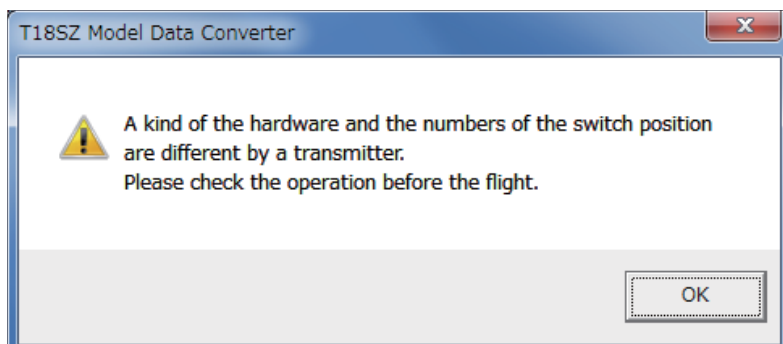 T18SZ Model Data Converter
A kind of the hardware and the numbers of the switch position
are different by a transmitter.
Please check the operation before the flight.
OK